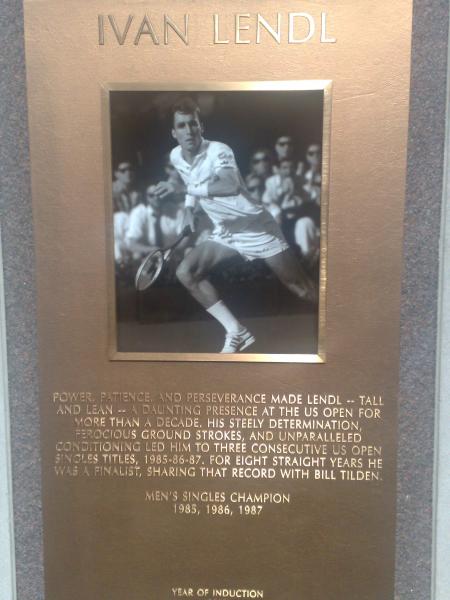 IVAN LENDL
POWER, PATIENCE, AND PERSEVERANCE MADE LENDL -- TALL
AND LEAN -- A DAUNTING PRESENCE AT THE US OPEN FOR
MORE THAN A DECADE. HIS STEELY DETERMINATION,
FEROCIOUS GROUND STROKES, AND UNPARALLELED
CONDITIONING LED HIM TO THREE CONSECUTIVE US OPEN
SINGLES TITLES, 1985-86-87. FOR EIGHT STRAIGHT YEARS HE
WAS A FINALIST, SHARING THAT RECORD WITH BILL TILDEN.
MEN'S SINGLES CHAMPION
1985, 1986, 1987
YEAR OF INDUCTION